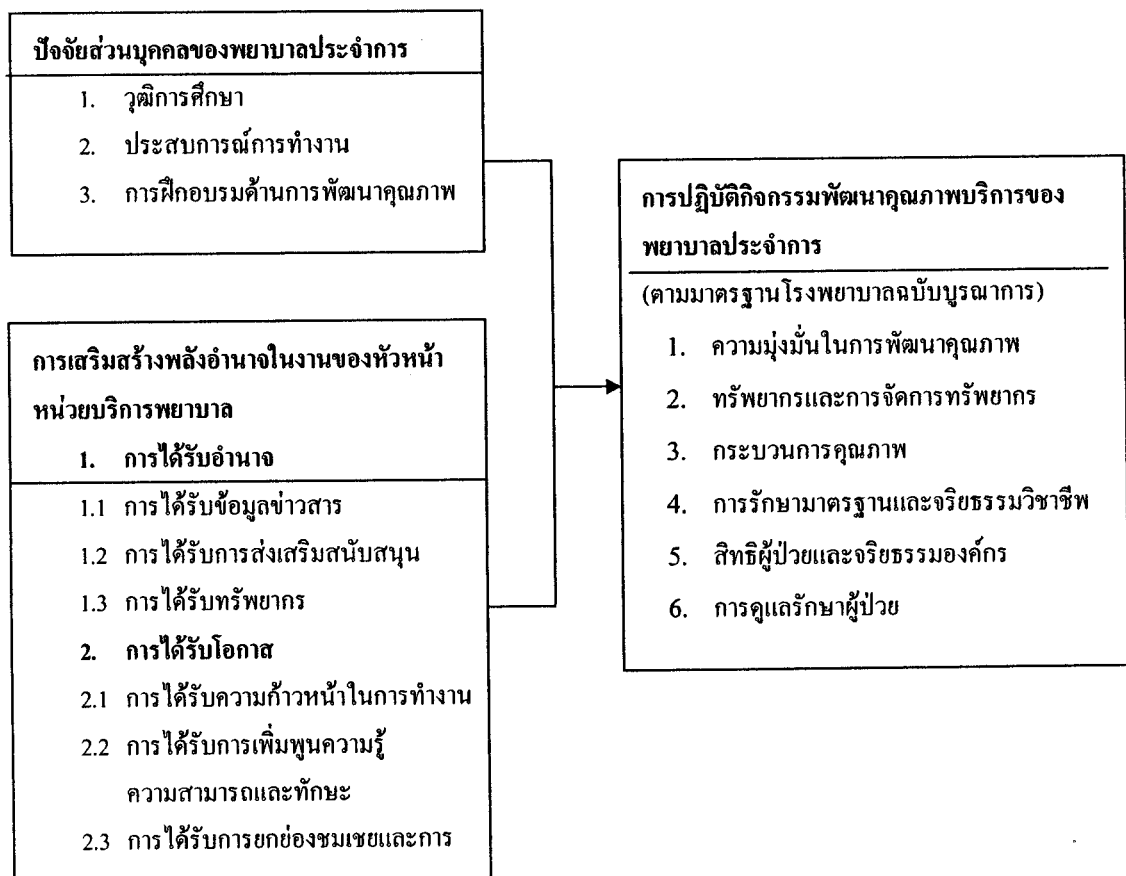 ปัจจัยส่วนบุคคลของพยาบาลประจำการ
1. วุฒิการศึกษา
2. ประสบการณ์การทำงาน
3. การฝึกอบรมด้านการพัฒนาคุณภาพ
การเสริมสร้างพลังอำนาจในงานของหัวหน้า
หน่วยบริการพยาบาล
1. การได้รับอำนาจ
1.1 การได้รับข้อมูลข่าวสาร
1.2 การได้รับการส่งเสริมสนับสนุน
1.3 การได้รับทรัพยากร
2. การได้รับโอกาส
2.1 การได้รับความก้าวหน้าในการทำงาน
2.2 การได้รับการเพิ่มพูนความรู้
ความสามารถและทักษะ
2.3 การได้รับการยกย่องชมเชยและการ
การปฏิบัติกิจกรรมพัฒนาคุณภาพบริการของ
พยาบาลประจำการ
(ตามมาตรฐานโรงพยาบาลฉบับบูรณาการ)
1. ความมุ่งมั่นในการพัฒนาคุณภาพ
2. ทรัพยากรและการจัดการทรัพยากร
3. กระบวนการคุณภาพ
4. การรักษามาตรฐานและจริยธรรมวิชาชีพ
5. สิทธิผู้ป่วยและจริยธรรมองค์กร
6. การดูแลรักษาผู้ป่วย